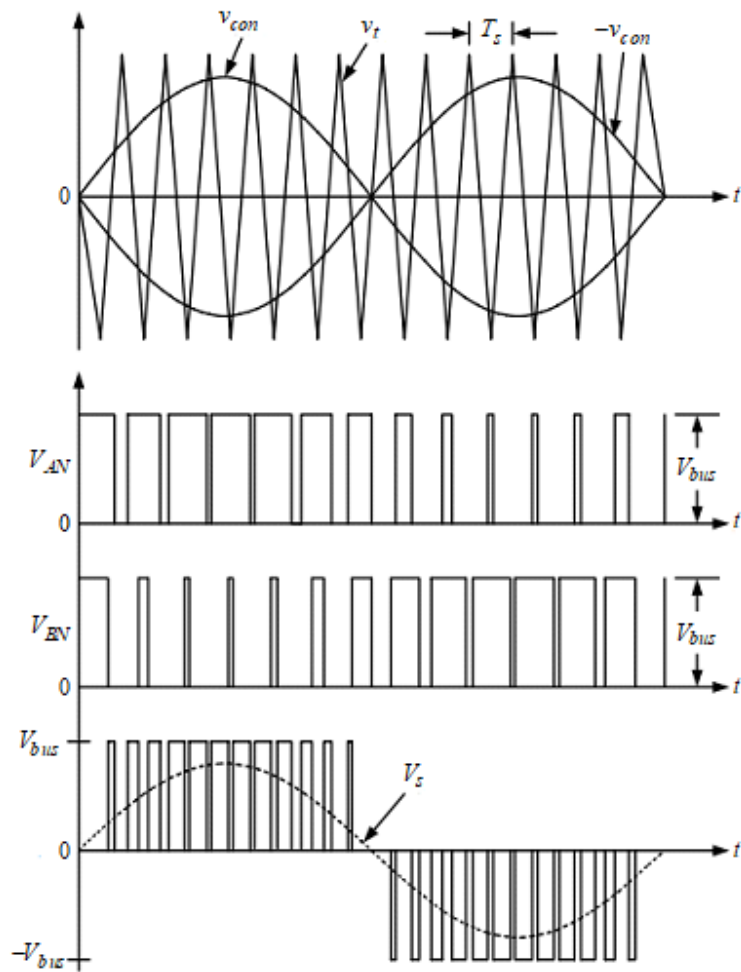 v_con
v_t
T_s
−v_con
0
t
V_AN
V_bus
0
t
V_BN
V_bus
0
t
V_bus
V_s
0
t
−V_bus